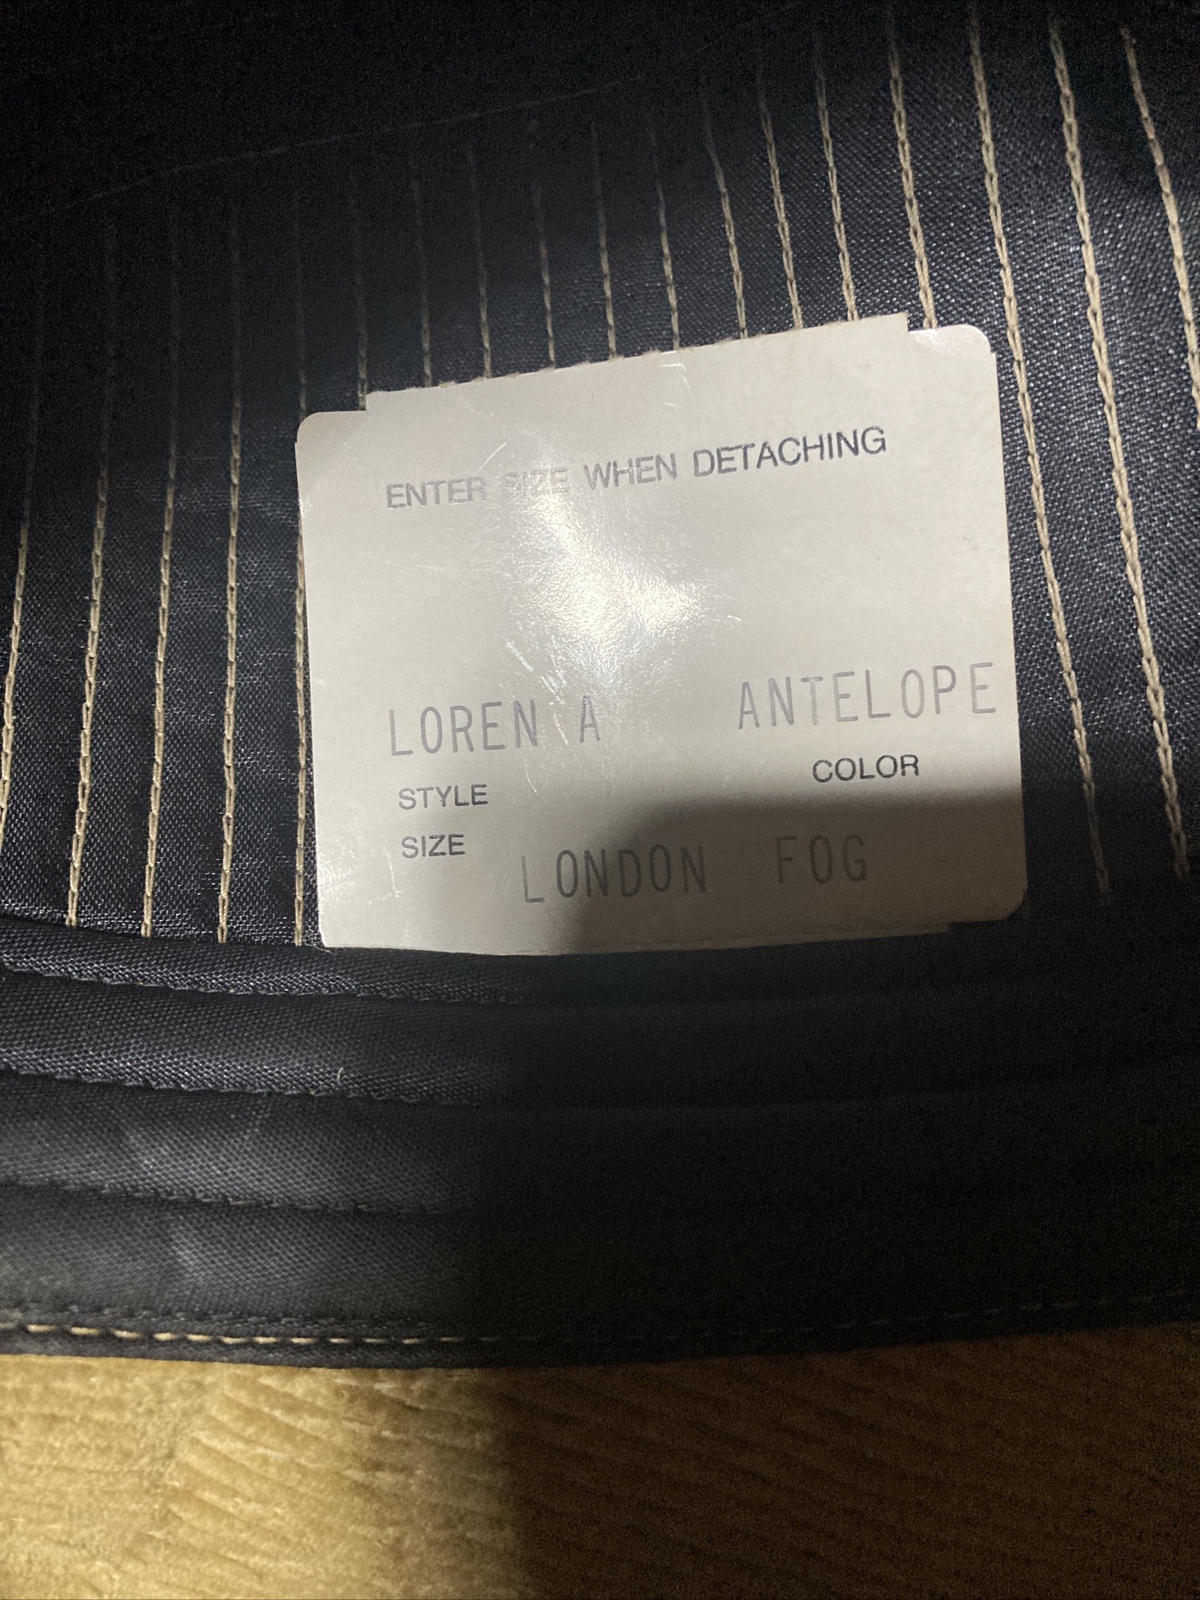 ENTER SIZE WHEN DETACHING
LOREN A ANTELOPE
STYLE COLOR
SIZE LONDON FOG